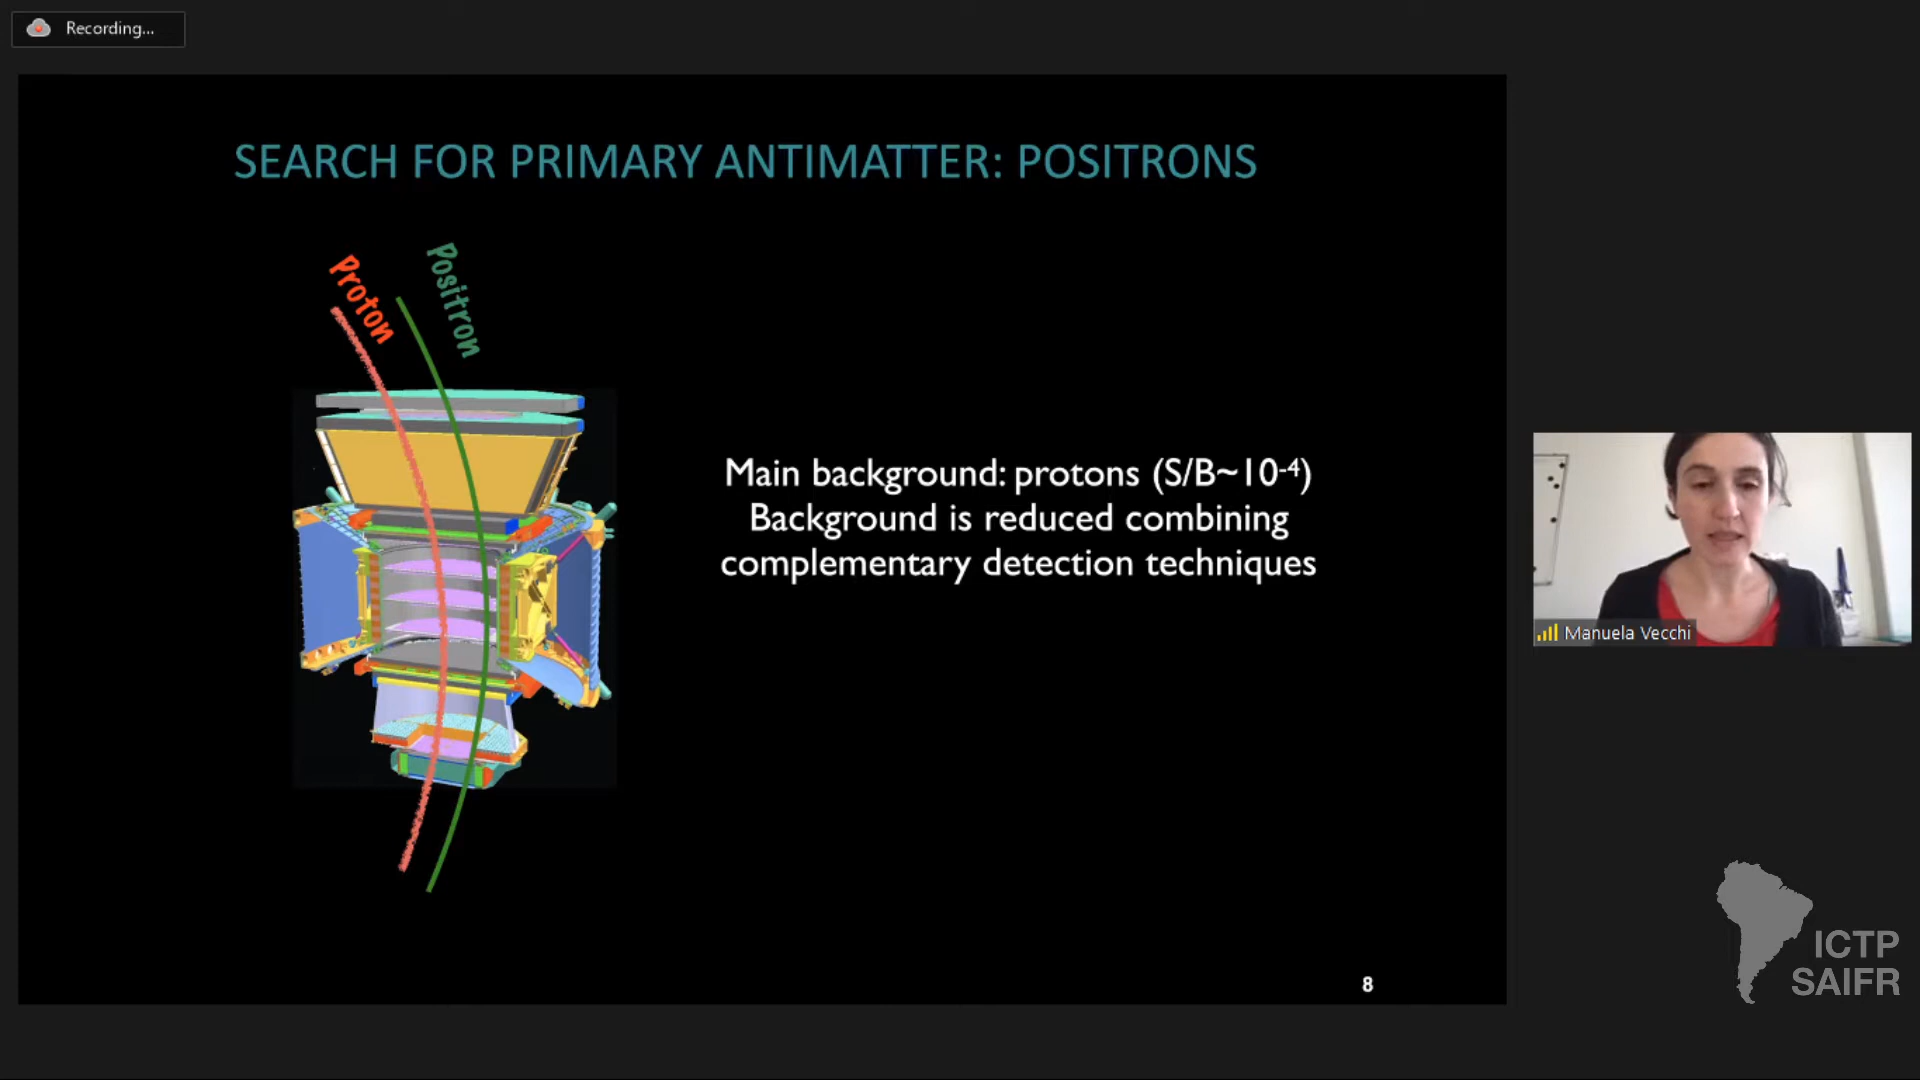 Recording...
SEARCH FOR PRIMARY ANTIMATTER: POSITRONS
Proton
Positron
Main background: protons (S/B~10⁻⁴)
Background is reduced combining
complementary detection techniques
Manuela Vecchi
ICTP
SAIFR
8